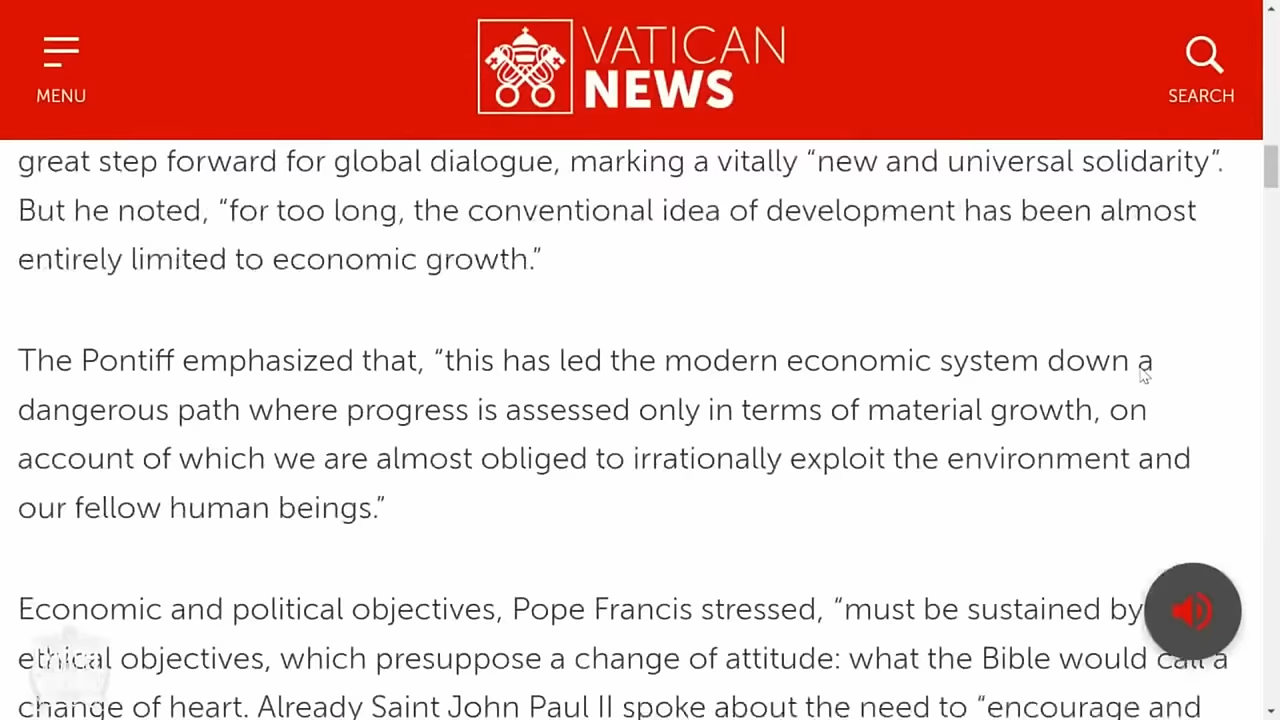 MENU
VATICAN
NEWS
SEARCH
great step forward for global dialogue, marking a vitally “new and universal solidarity”.
But he noted, “for too long, the conventional idea of development has been almost
entirely limited to economic growth.”
The Pontiff emphasized that, “this has led the modern economic system down a
dangerous path where progress is assessed only in terms of material growth, on
account of which we are almost obliged to irrationally exploit the environment and
our fellow human beings.”
Economic and political objectives, Pope Francis stressed, “must be sustained by
ethical objectives, which presuppose a change of attitude: what the Bible would call a
change of heart. Already Saint John Paul II spoke about the need to “encourage and